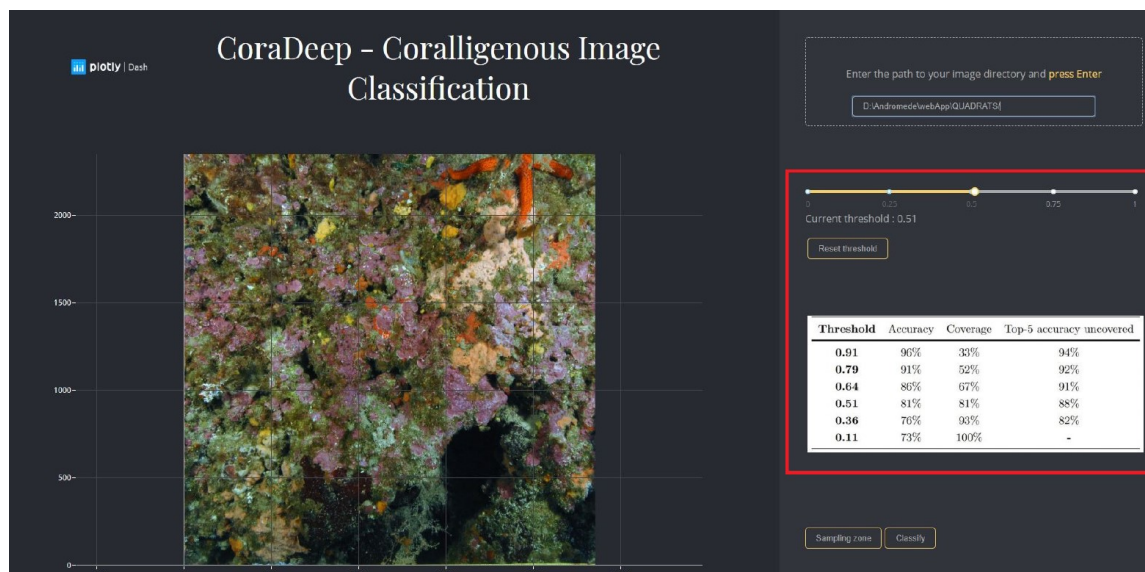 plotly | Dash
CoraDeep - Coralligenous Image
Classification
2000
1500
1000
500
0
Enter the path to your image directory and press Enter
D:\Andromede\webApp\QUADRATS/
0 0.25 0.5 0.75 1
Current threshold : 0.51
Reset threshold
Threshold Accuracy Coverage Top-5 accuracy uncovered
0.91 96% 33% 94%
0.79 91% 52% 92%
0.64 86% 67% 91%
0.51 81% 81% 88%
0.36 76% 93% 82%
0.11 73% 100% -
Sampling zone Classify